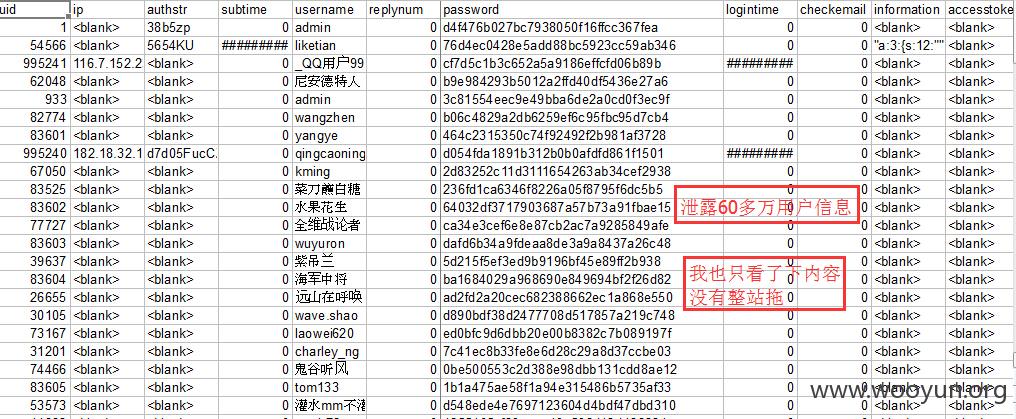 uid ip authstr subtime username replynum password logintime checkemail information accesstoke
1 <blank> 38b5zp 0 admin 0 d4f476b027bc7938050f16ffcc367fea 0 0 <blank> <blank>
54566 <blank> 5654KU ######### liketian 0 76d4ec0428e5add88bc5923cc59ab346 0 0 "a:3:{s:12:"" <blank>
995241 116.7.152.2 <blank> 0 _QQ用户99 0 cf7d5c1b3c652a5a9186effcfd06b89b ######### 0 <blank> <blank>
62048 <blank> <blank> 0 尼安德特人 0 b9e984293b5012a2ffd40df5436e27a6 0 0 <blank> <blank>
933 <blank> <blank> 0 admin 0 3c81554eec9e49bba6de2a0cd0f3ec9f 0 0 <blank> <blank>
82774 <blank> <blank> 0 wangzhen 0 b06c4829a2db6259ef6c95fbc95d7cb4 0 0 <blank> <blank>
83601 <blank> <blank> 0 yangye 0 464c2315350c74f92492f2b981af3728 0 0 <blank> <blank>
995240 182.18.32.1 d7d05FucC. 0 qingcaoning 0 d054fda1891b312b0b0afdfd861f1501 ######### 0 <blank> <blank>
67050 <blank> <blank> 0 kming 0 2d83252c11d3111654263ab34cef2938 0 0 <blank> <blank>
83525 <blank> <blank> 0 菜刀蘸白糖 0 236fd1ca6346f8226a05f8795f6dc5b5 0 0 <blank> <blank>
83602 <blank> <blank> 0 水果花生 0 64032df3717903687a57b73a91fbae15 0 0 <blank> <blank>
泄露60多万用户信息
77727 <blank> <blank> 0 全维战论者 0 ca34e3cef6e8e87cb2ac7a9285849afe 0 0 <blank> <blank>
83603 <blank> <blank> 0 wuyuron 0 dafd6b34a9fdeaa8de3a9a8437a26c48 0 0 <blank> <blank>
39637 <blank> <blank> 0 紫吊兰 0 5d215f5ef3ed9b9196bf45e89ff2b938 0 0 <blank> <blank>
83604 <blank> <blank> 0 海军中将 0 ba1684029a968690e849694bf2f26d82 0 0 <blank> <blank>
我也只看了下内容
没有整站拖
26655 <blank> <blank> 0 远山在呼唤 0 ad2fd2a20cec682388662ec1a868e550 0 0 <blank> <blank>
30105 <blank> <blank> 0 wave.shao 0 d890bdf38d2477708d517857a219c748 0 0 <blank> <blank>
73167 <blank> <blank> 0 laowei620 0 ed0bfc9d6dbb20e00b8382c7b089197f 0 0 <blank> <blank>
31201 <blank> <blank> 0 charley_ng 0 7c41ec8b33fe8e6d28c29a8d37ccbe03 0 0 <blank> <blank>
74466 <blank> <blank> 0 鬼谷听风 0 0be500553c2d388e98dbb131cdd8ae12 0 0 <blank> <blank>
83605 <blank> <blank> 0 tom133 0 1b1a475ae58f1a94e315486b5735af33 0 0 <blank> <blank>
www.wooyun.org
53573 <blank> <blank> 0 灌水mm不湛 0 d548ede4e7697123604d4bdf47dbd310 0 0 <blank> <blank>